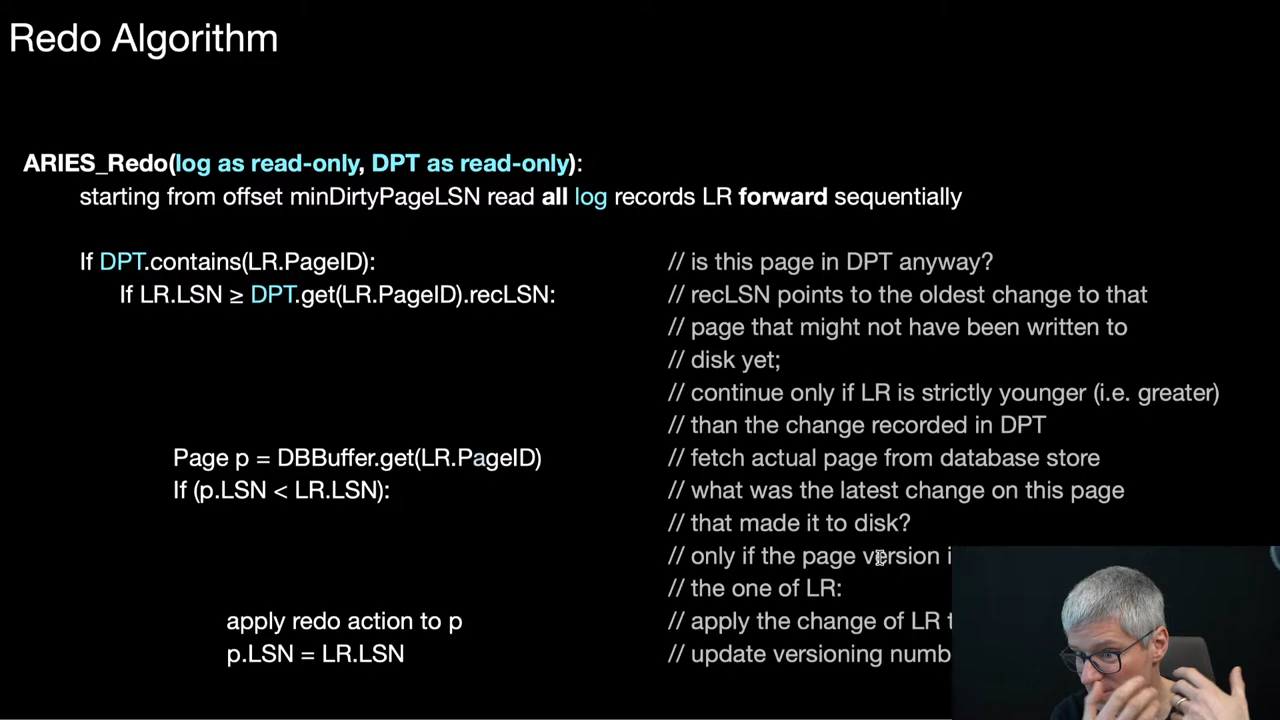 Redo Algorithm
ARIES_Redo(log as read-only, DPT as read-only):
starting from offset minDirtyPageLSN read all log records LR forward sequentially
If DPT.contains(LR.PageID): // is this page in DPT anyway?
If LR.LSN ≥ DPT.get(LR.PageID).recLSN: // recLSN points to the oldest change to that
// page that might not have been written to
// disk yet;
// continue only if LR is strictly younger (i.e. greater)
// than the change recorded in DPT
Page p = DBBuffer.get(LR.PageID) // fetch actual page from database store
If (p.LSN < LR.LSN): // what was the latest change on this page
// that made it to disk?
// only if the page version
// the one of LR:
apply redo action to p // apply the change of LR
p.LSN = LR.LSN // update versioning